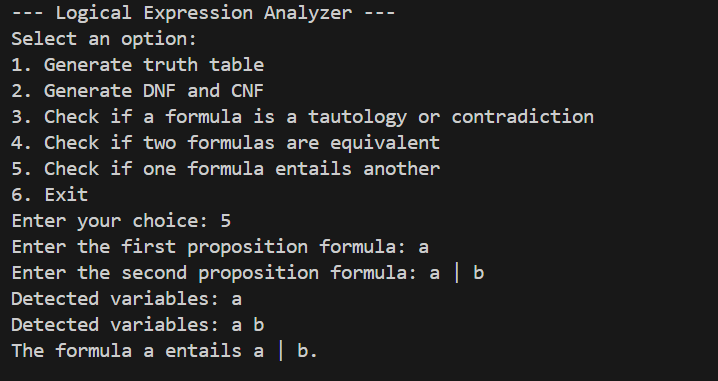 --- Logical Expression Analyzer ---
Select an option:
1. Generate truth table
2. Generate DNF and CNF
3. Check if a formula is a tautology or contradiction
4. Check if two formulas are equivalent
5. Check if one formula entails another
6. Exit
Enter your choice: 5
Enter the first proposition formula: a
Enter the second proposition formula: a | b
Detected variables: a
Detected variables: a b
The formula a entails a | b.